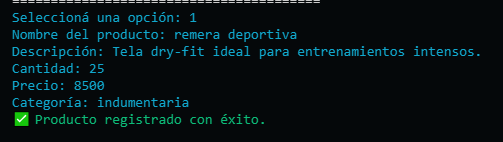 ========================================
Seleccioná una opción: 1
Nombre del producto: remera deportiva
Descripción: Tela dry-fit ideal para entrenamientos intensos.
Cantidad: 25
Precio: 8500
Categoría: indumentaria
✅ Producto registrado con éxito.